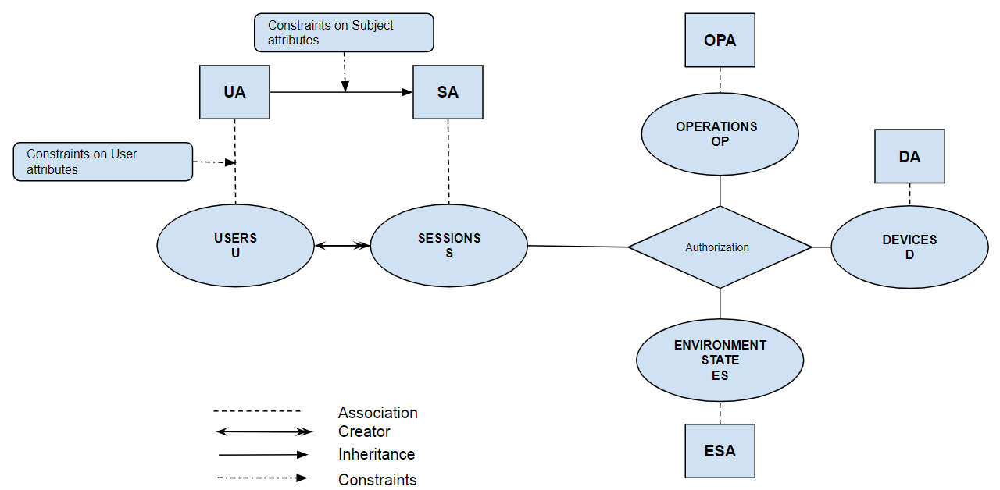 Constraints on Subject
attributes
OPA
UA
SA
OPERATIONS
OP
DA
Constraints on User
attributes
USERS
U
SESSIONS
S
Authorization
DEVICES
D
ENVIRONMENT
STATE
ES
Association
Creator
Inheritance
Constraints
ESA